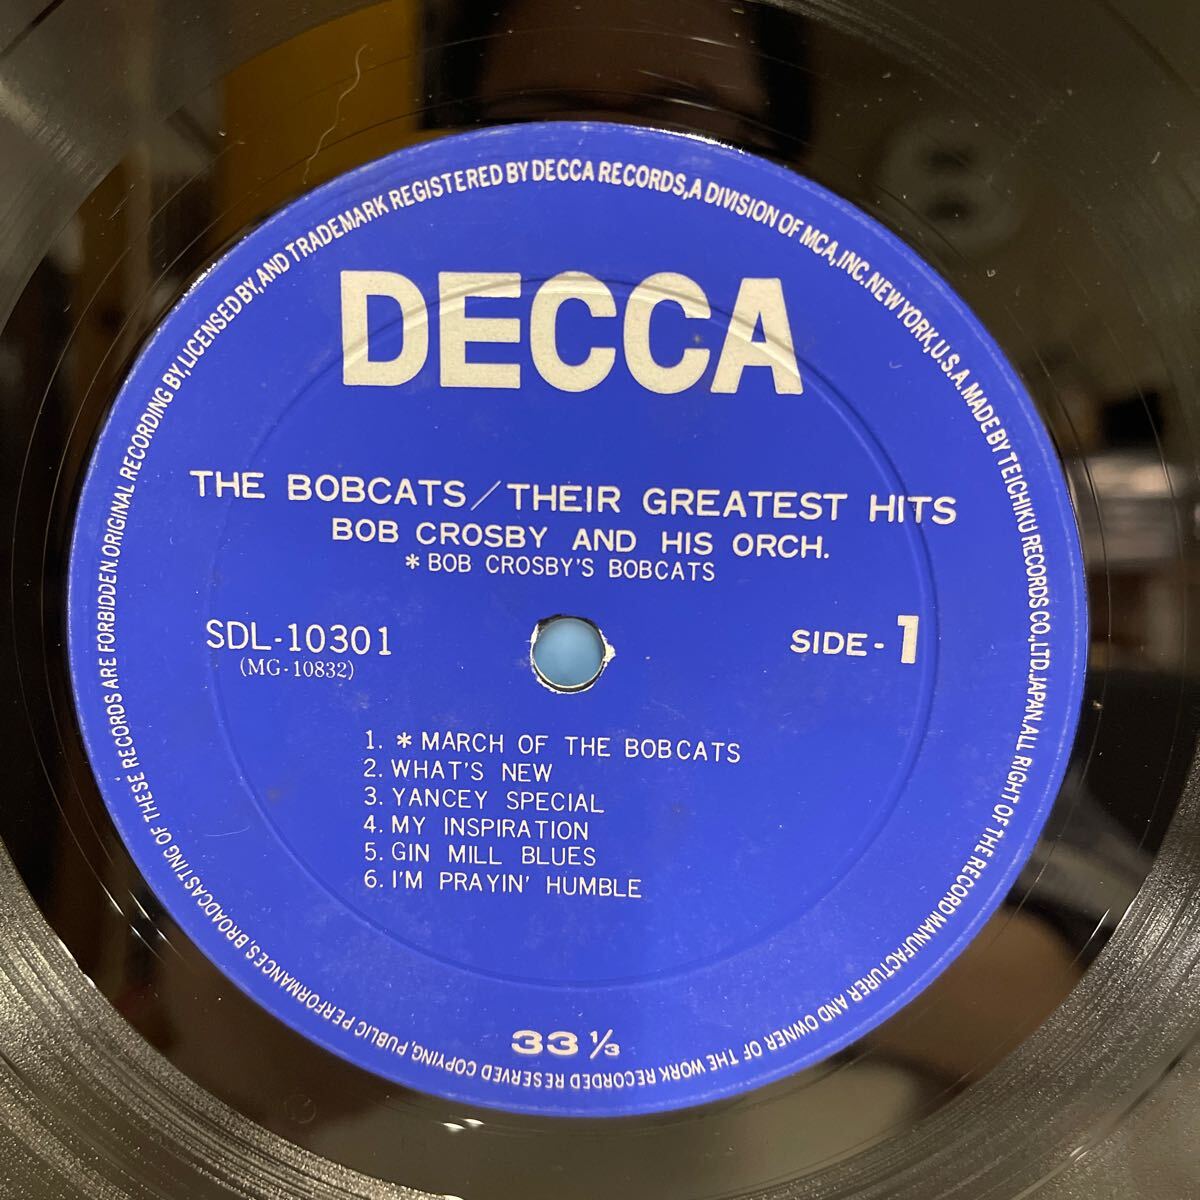 ORIGINAL RECORDING BY, LICENSED BY, AND TRADEMARK REGISTERED BY DECCA RECORDS, A DIVISION OF MCA, INC. NEW YORK, U.S.A. MADE BY TEICHIKU RECORDS CO., LTD. JAPAN. ALL RIGHT OF THE RECORD MANUFACTURER AND OWNER OF THE WORK RECORDED RESERVED COPYING, PUBLIC PERFORMANCES, BROADCASTING OF THESE RECORDS ARE FORBIDDEN.
DECCA
THE BOBCATS/THEIR GREATEST HITS
BOB CROSBY AND HIS ORCH.
*BOB CROSBY'S BOBCATS
SDL-10301
(MG-10832)
SIDE-1
1. *MARCH OF THE BOBCATS
2. WHAT'S NEW
3. YANCEY SPECIAL
4. MY INSPIRATION
5. GIN MILL BLUES
6. I'M PRAYIN' HUMBLE
33 1/3